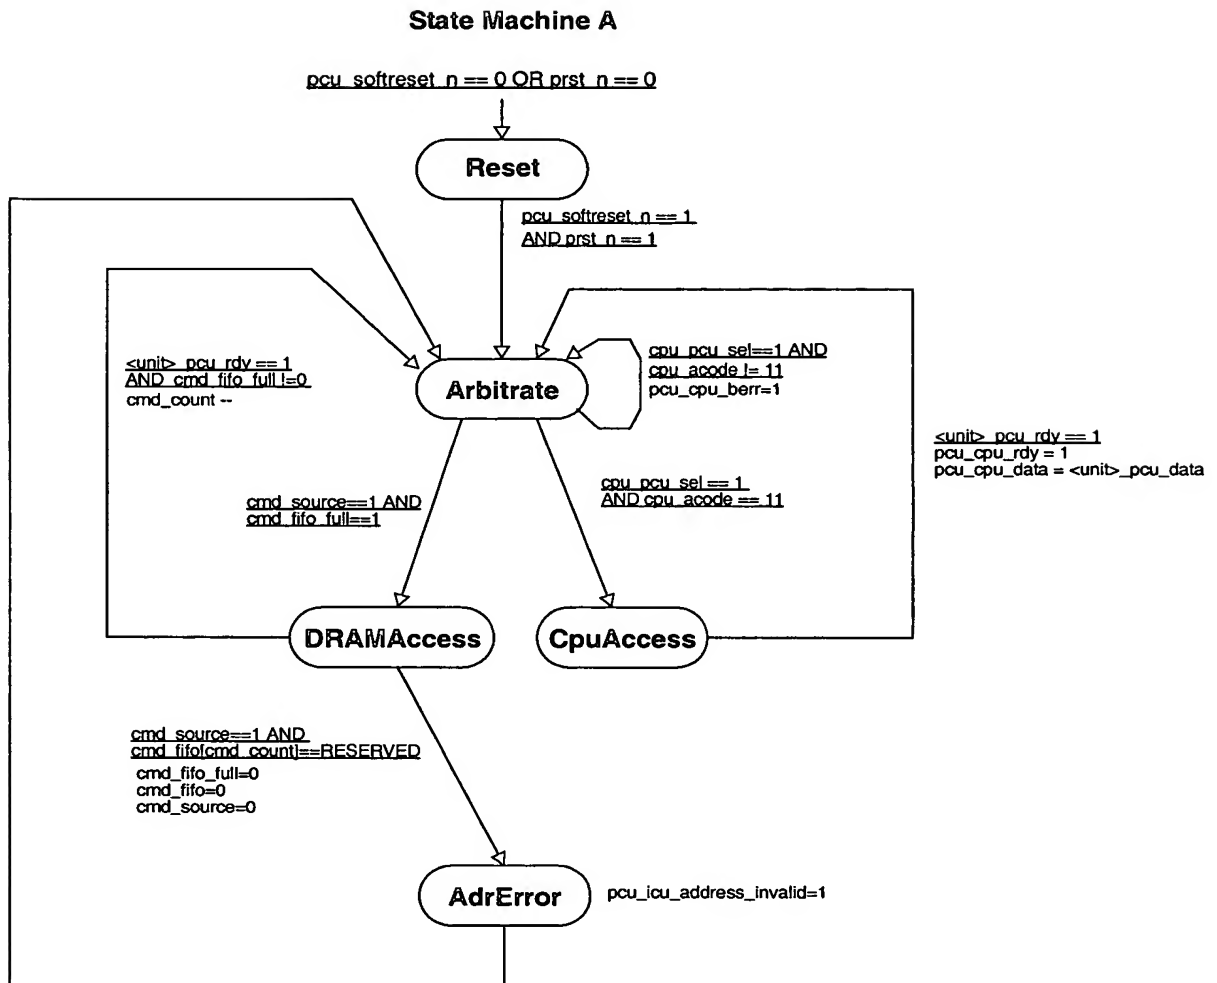 State Machine A
pcu_softreset_n == 0 OR prst_n == 0
Reset
pcu_softreset_n == 1
AND prst_n == 1
<unit>_pcu_rdy == 1
AND cmd_fifo_full !=0
cmd_count --
Arbitrate
cpu_pcu_sel==1 AND
cpu_acode != 11
pcu_cpu_berr=1
<unit>_pcu_rdy == 1
pcu_cpu_rdy = 1
pcu_cpu_data = <unit>_pcu_data
cmd_source==1 AND
cmd_fifo_full==1
cpu_pcu_sel == 1
AND cpu_acode == 11
DRAMAccess
CpuAccess
cmd_source==1 AND
cmd_fifo[cmd_count]==RESERVED
cmd_fifo_full=0
cmd_fifo=0
cmd_source=0
AdrError
pcu_icu_address_invalid=1